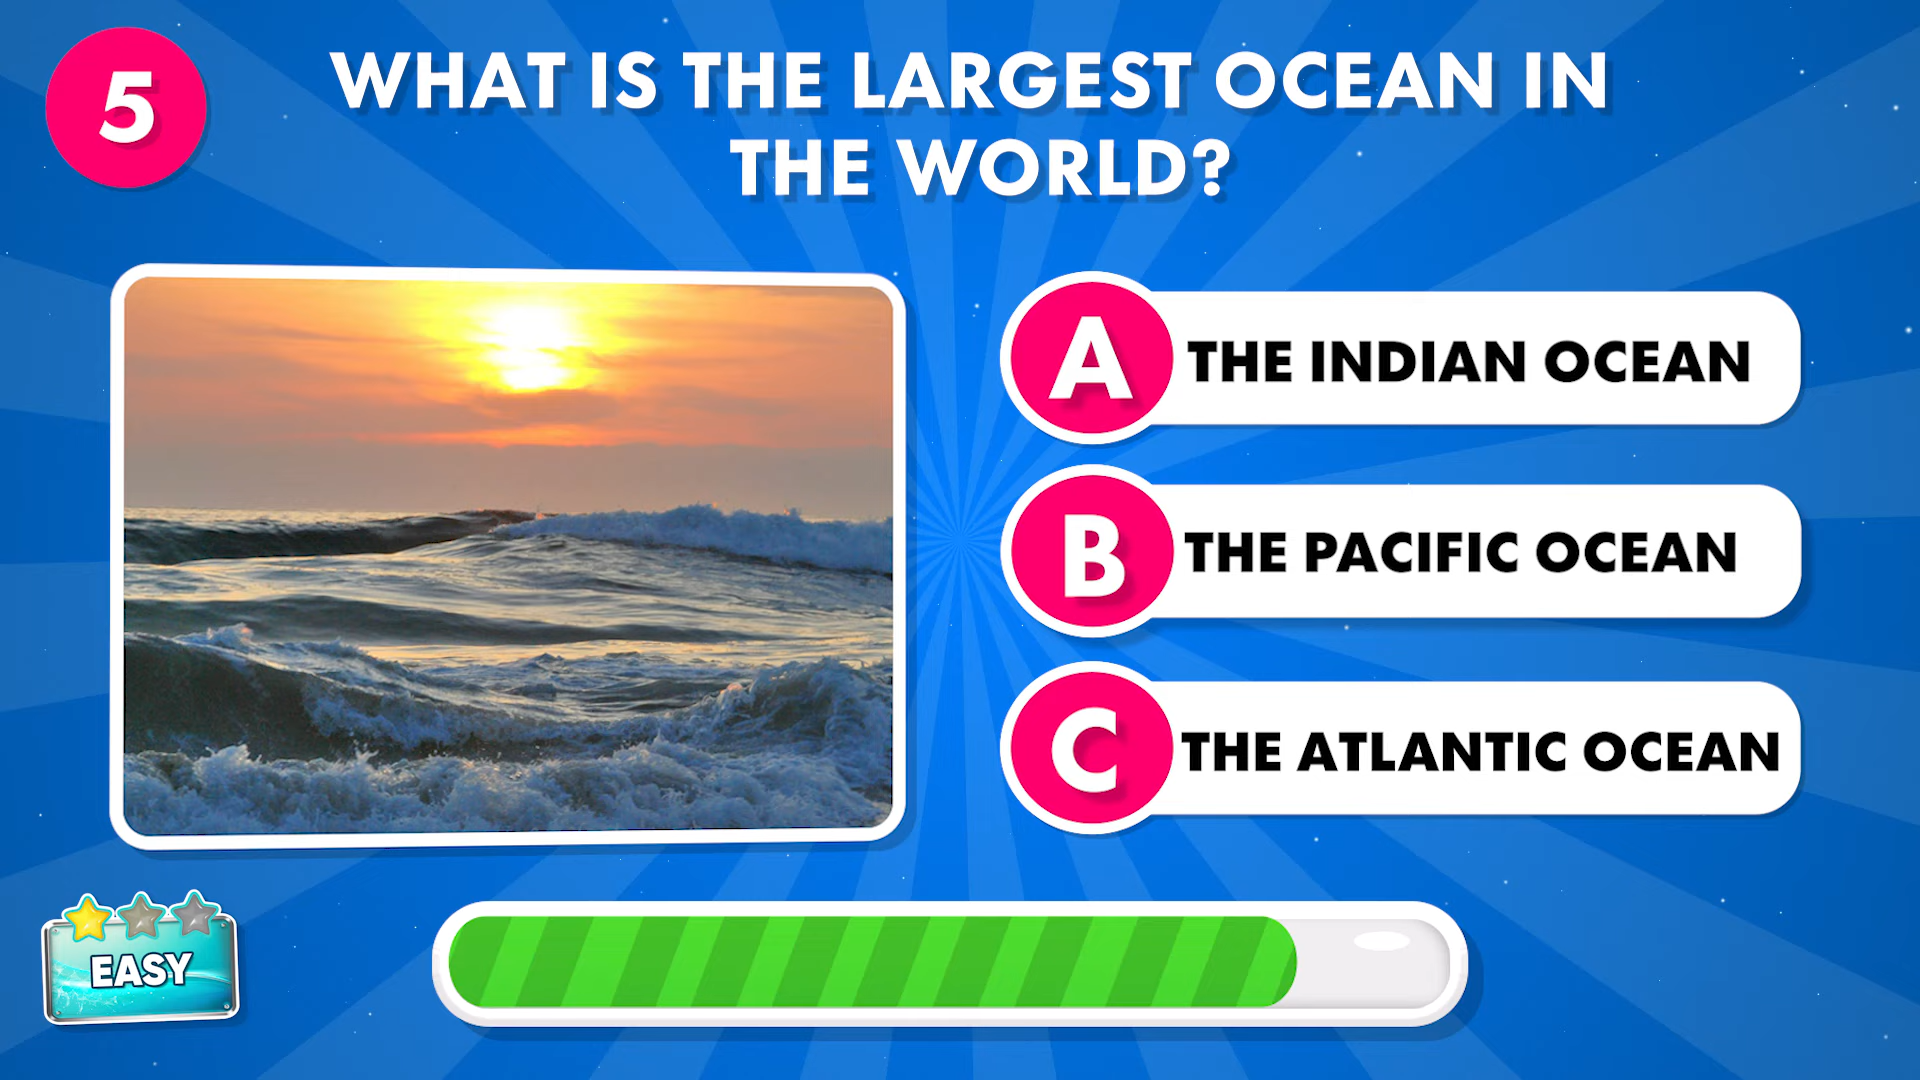 5
WHAT IS THE LARGEST OCEAN IN
THE WORLD?
A THE INDIAN OCEAN
B THE PACIFIC OCEAN
C THE ATLANTIC OCEAN
EASY